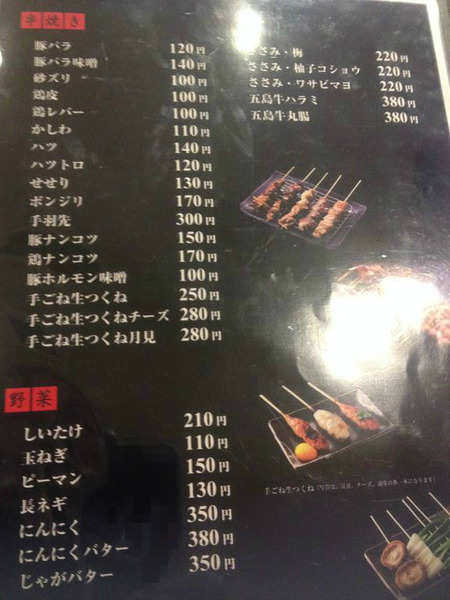 串焼き
豚バラ 120円
豚バラ味噌 140円
砂ズリ 100円
鶏皮 100円
鶏レバー 100円
かしわ 110円
ハツ 140円
ハツトロ 120円
せせり 130円
ボンジリ 170円
手羽先 300円
豚ナンコツ 150円
鶏ナンコツ 170円
豚ホルモン味噌 100円
手ごね生つくね 250円
手ごね生つくねチーズ 280円
手ごね生つくね月見 280円
ささみ・梅 220円
ささみ・柚子コショウ 220円
ささみ・ワサビマヨ 220円
五島牛ハラミ 380円
五島牛丸腸 380円
手ごね生つくね
野菜
しいたけ 210円
玉ねぎ 110円
ピーマン 150円
長ネギ 130円
にんにく 350円
にんにくバター 380円
じゃがバター 350円